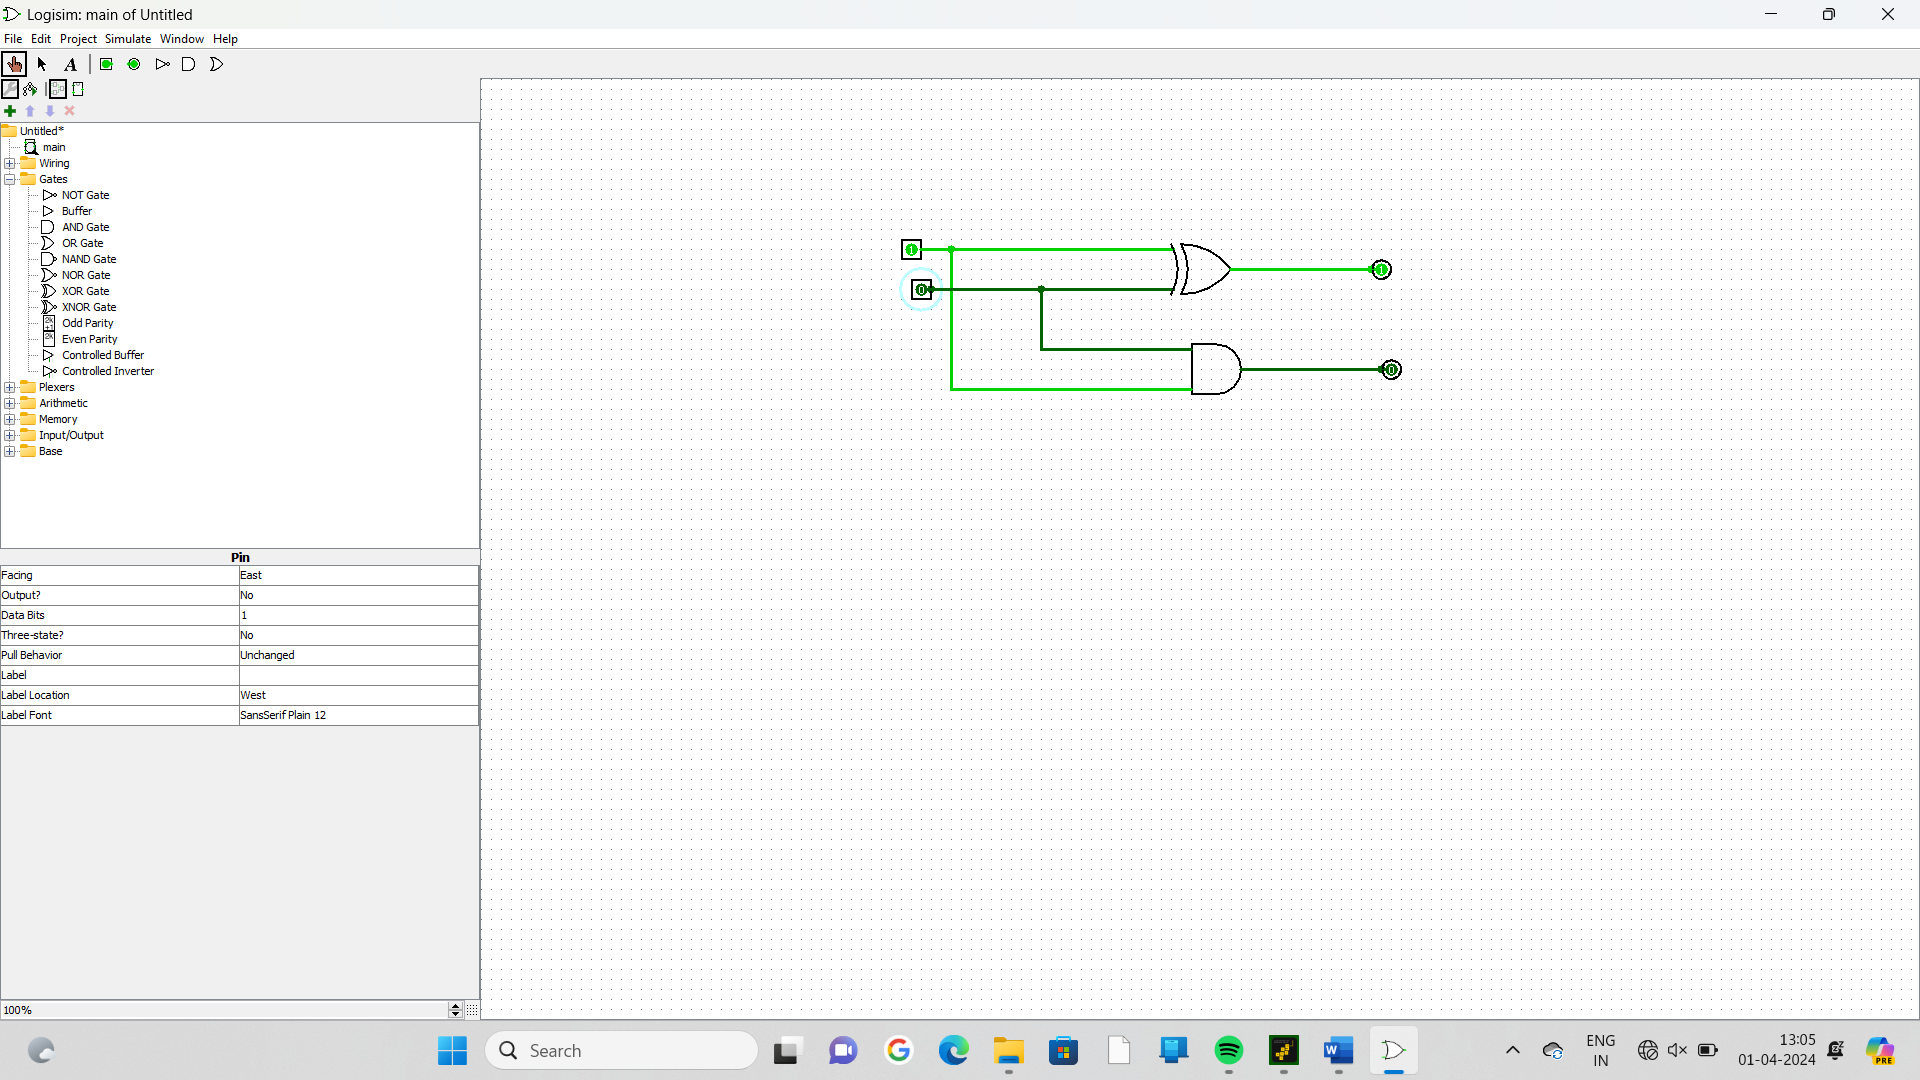 Logisim: main of Untitled
File Edit Project Simulate Window Help
A
Untitled*
main
Wiring
Gates
NOT Gate
Buffer
AND Gate
OR Gate
NAND Gate
NOR Gate
XOR Gate
XNOR Gate
Odd Parity
Even Parity
Controlled Buffer
Controlled Inverter
Plexers
Arithmetic
Memory
Input/Output
Base
1
0
1
0
Pin
Facing East
Output? No
Data Bits 1
Three-state? No
Pull Behavior Unchanged
Label
Label Location West
Label Font SansSerif Plain 12
100%
Search
ENG
IN
13:05
01-04-2024
PRE